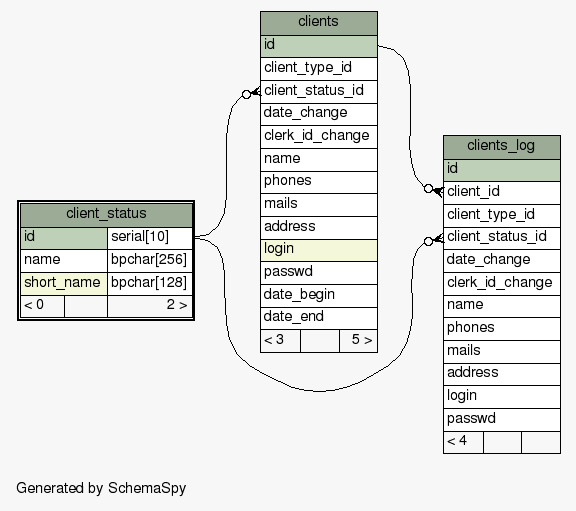 clients
id
client_type_id
client_status_id
date_change
clerk_id_change
name
phones
mails
address
login
passwd
date_begin
date_end
< 3 5 >
clients_log
id
client_id
client_type_id
client_status_id
date_change
clerk_id_change
name
phones
mails
address
login
passwd
< 4
client_status
id serial[10]
name bpchar[256]
short_name bpchar[128]
< 0 2 >
Generated by SchemaSpy